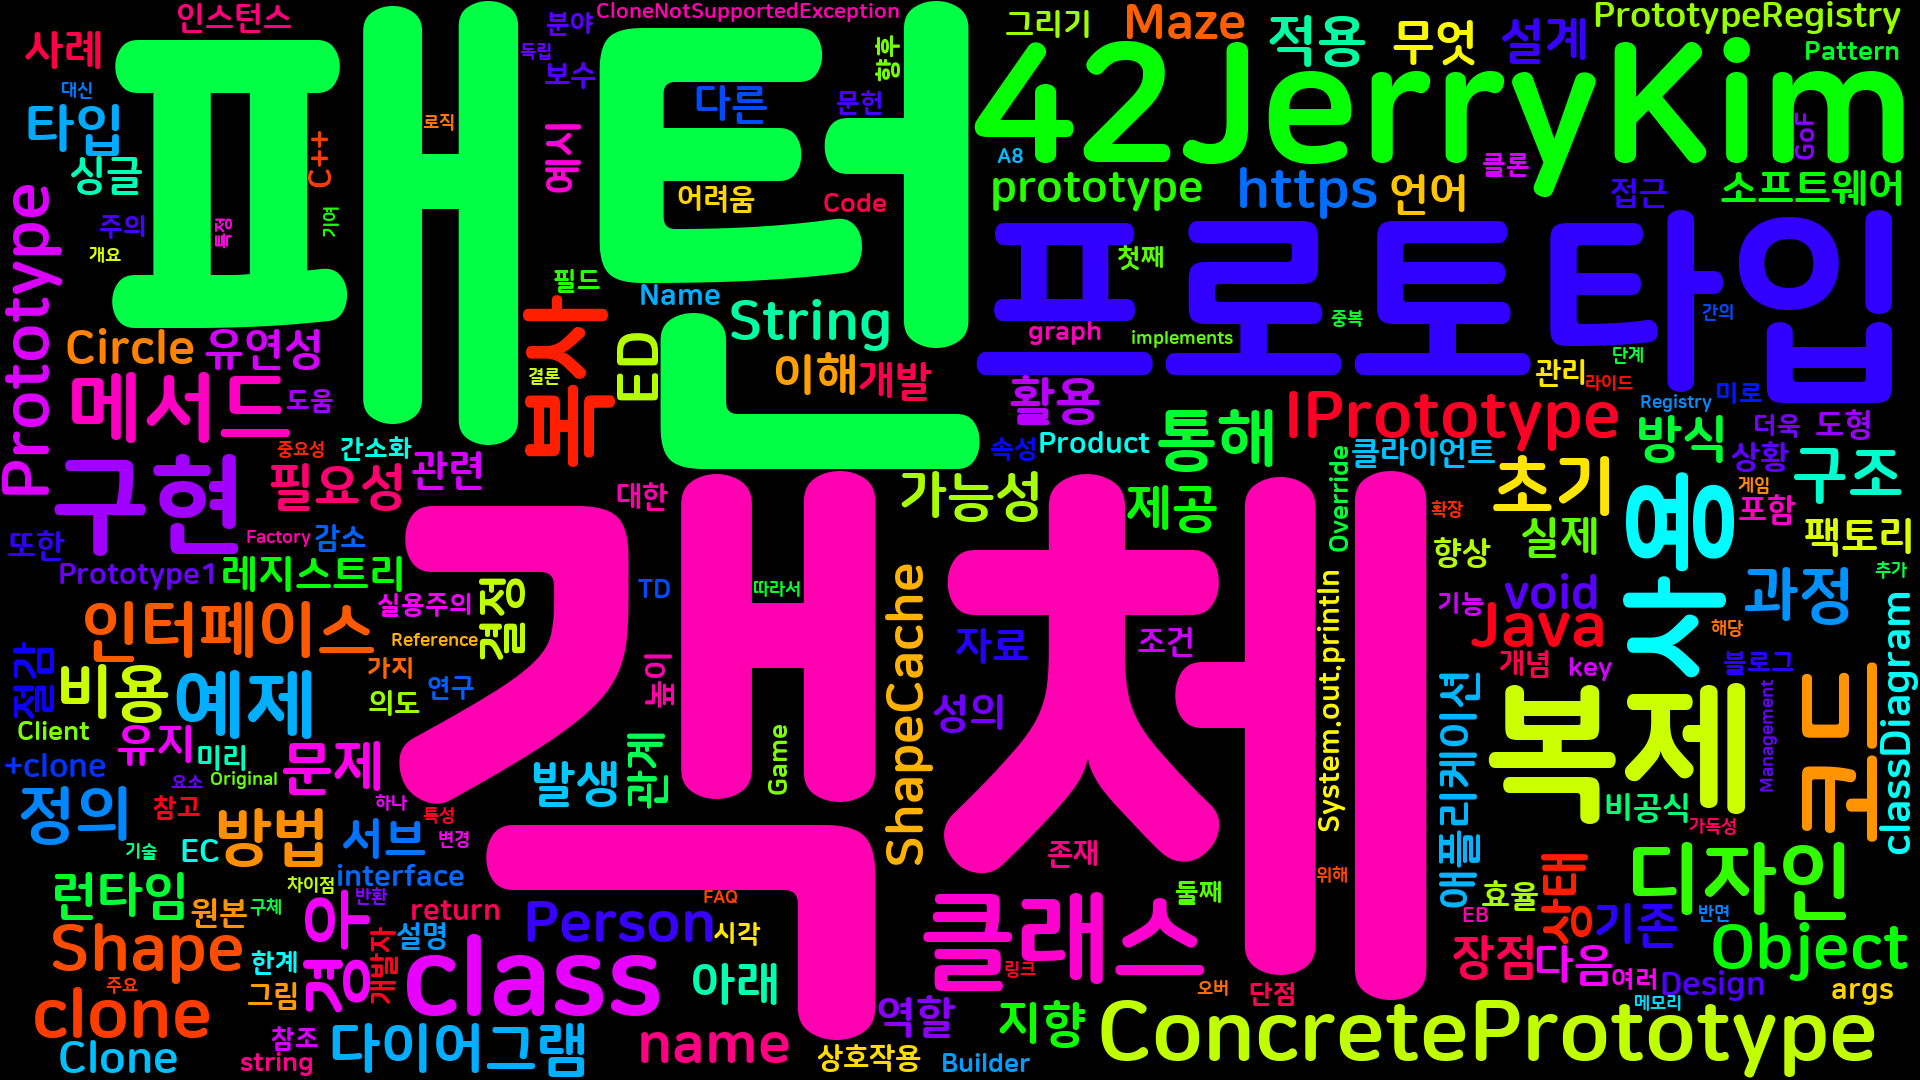 패턴
42JerryKim
프로토타입
객체
인스턴스
CloneNotSupportedException
분야
독립
보수
향후
그리기
Maze
적용
무엇
설계
PrototypeRegistry
Pattern
사례
대신
타입
싱글
C++
로직
예시
다른
문헌
어려움
Code
A8
prototype
https
언어
클론
GoF
접근
소프트웨어
Prototype
주의
개요
특정
기여
필드
Name
String
첫째
graph
implements
중복
간의
단계
Circle
유연성
메서드
도움
결론
복사
ED
이해
개발
활용
관리
라이드
미로
IPrototype
Registry
더욱
도형
중요성
간소화
관련
필요성
구현
속성
Product
통해
클라이언트
방식
상황
구조
대한
가능성
제공
Override
초기
확장
실제
예수
게임
포함
팩토리
또한
Factory
감소
Prototype1
레지스트리
실용주의
결정
TD
따라서
ShapeCache
System.out.println
향상
기능
void
과정
추가
인터페이스
Reference
자료
조건
Java
해당
개념
key
블로그
classDiagram
절감
비용
예제
가지
의도
연구
높이
성의
애플리케이션
복제
Management
코드
Client
유지
미리
문제
Game
+clone
요소
Original
발생
관계
정의
참고
방법
하나
특성
변경
서브
비공식
가독성
기술
EC
차이점
interface
존재
위해
디자인
런타임
원본
구체
반환
return
FAQ
둘째
효율
EB
상태
기존
반면
Shape
한계
경아
개발자
설명
Person
시각
클래스
장점
다음
여러
Object
주요
그림
class
아래
링크
오버
단점
Design
메모리
args
clone
참조
다이어그램
name
역할
지향
ConcretePrototype
Clone
string
상호작용
Builder